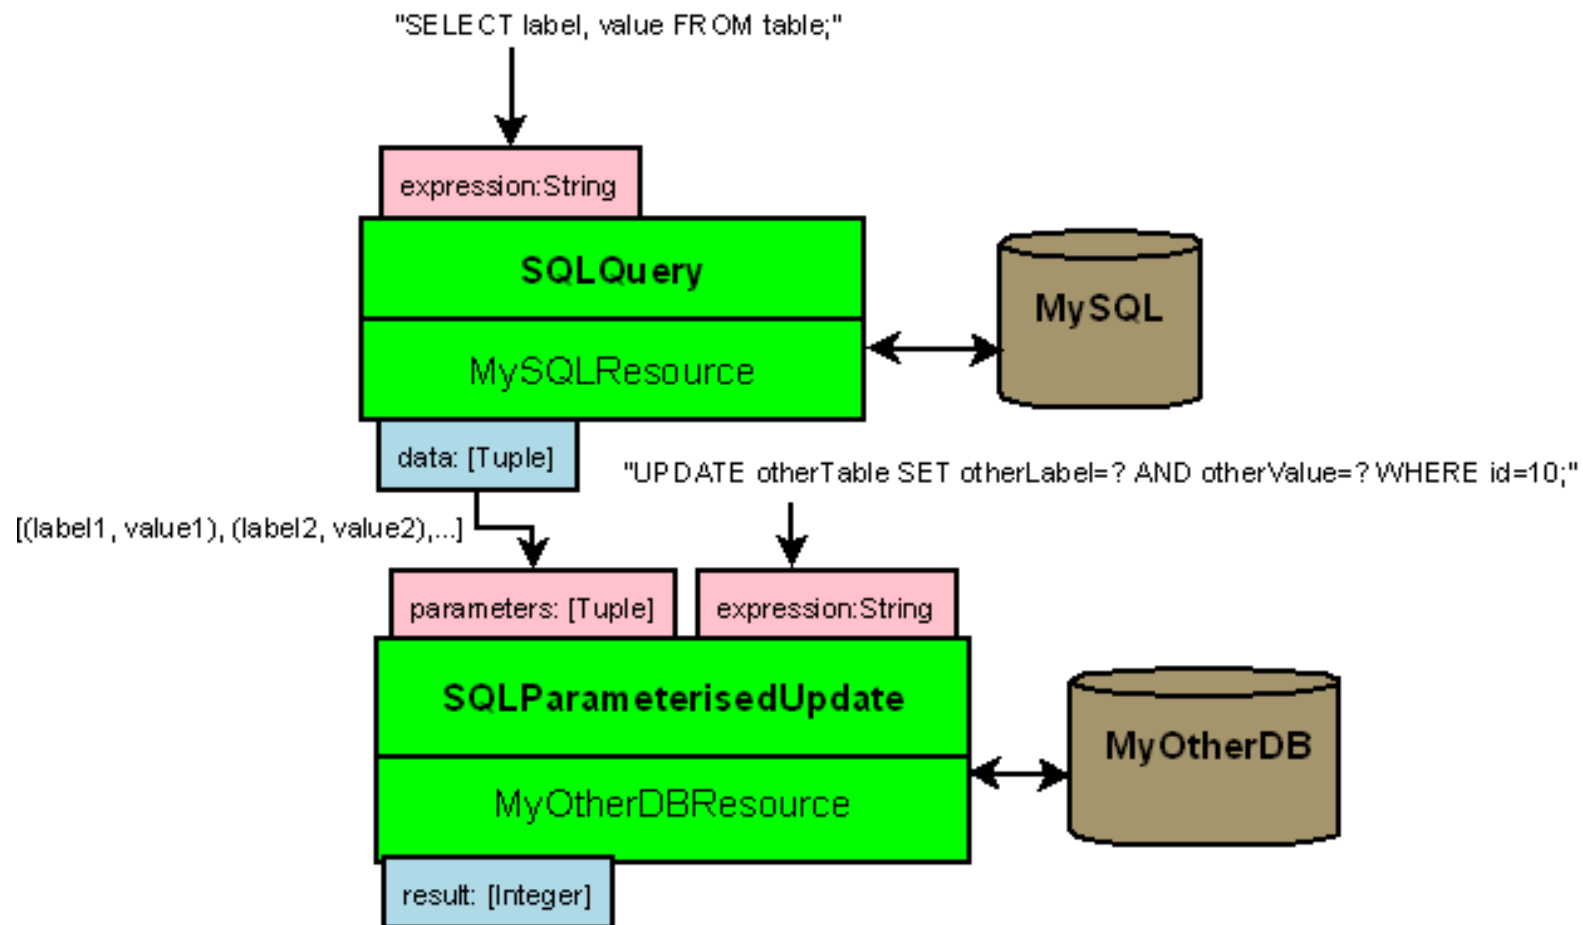 "SELECT label, value FROM table;"
expression:String
SQLQuery
MySQL
MySQLResource
data: [Tuple]
"UPDATE otherTable SET otherLabel=? AND otherValue=? WHERE id=10;"
[(label1, value1), (label2, value2),...]
parameters: [Tuple]
expression:String
SQLParameterisedUpdate
MyOtherDB
MyOtherDBResource
result: [Integer]